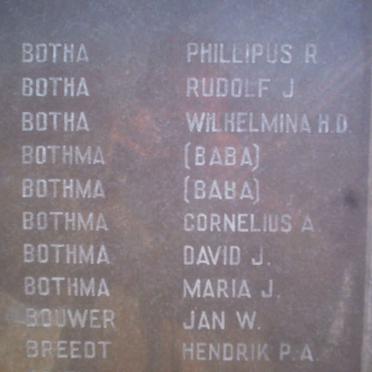 BOTHA PHILLIPUS R.
BOTHA RUDOLF J.
BOTHA WILHELMINA H.D.
BOTHMA (BABA)
BOTHMA (BABA)
BOTHMA CORNELIUS A.
BOTHMA DAVID J.
BOTHMA MARIA J.
BOUWER JAN W.
BREEDT HENDRIK P.A.